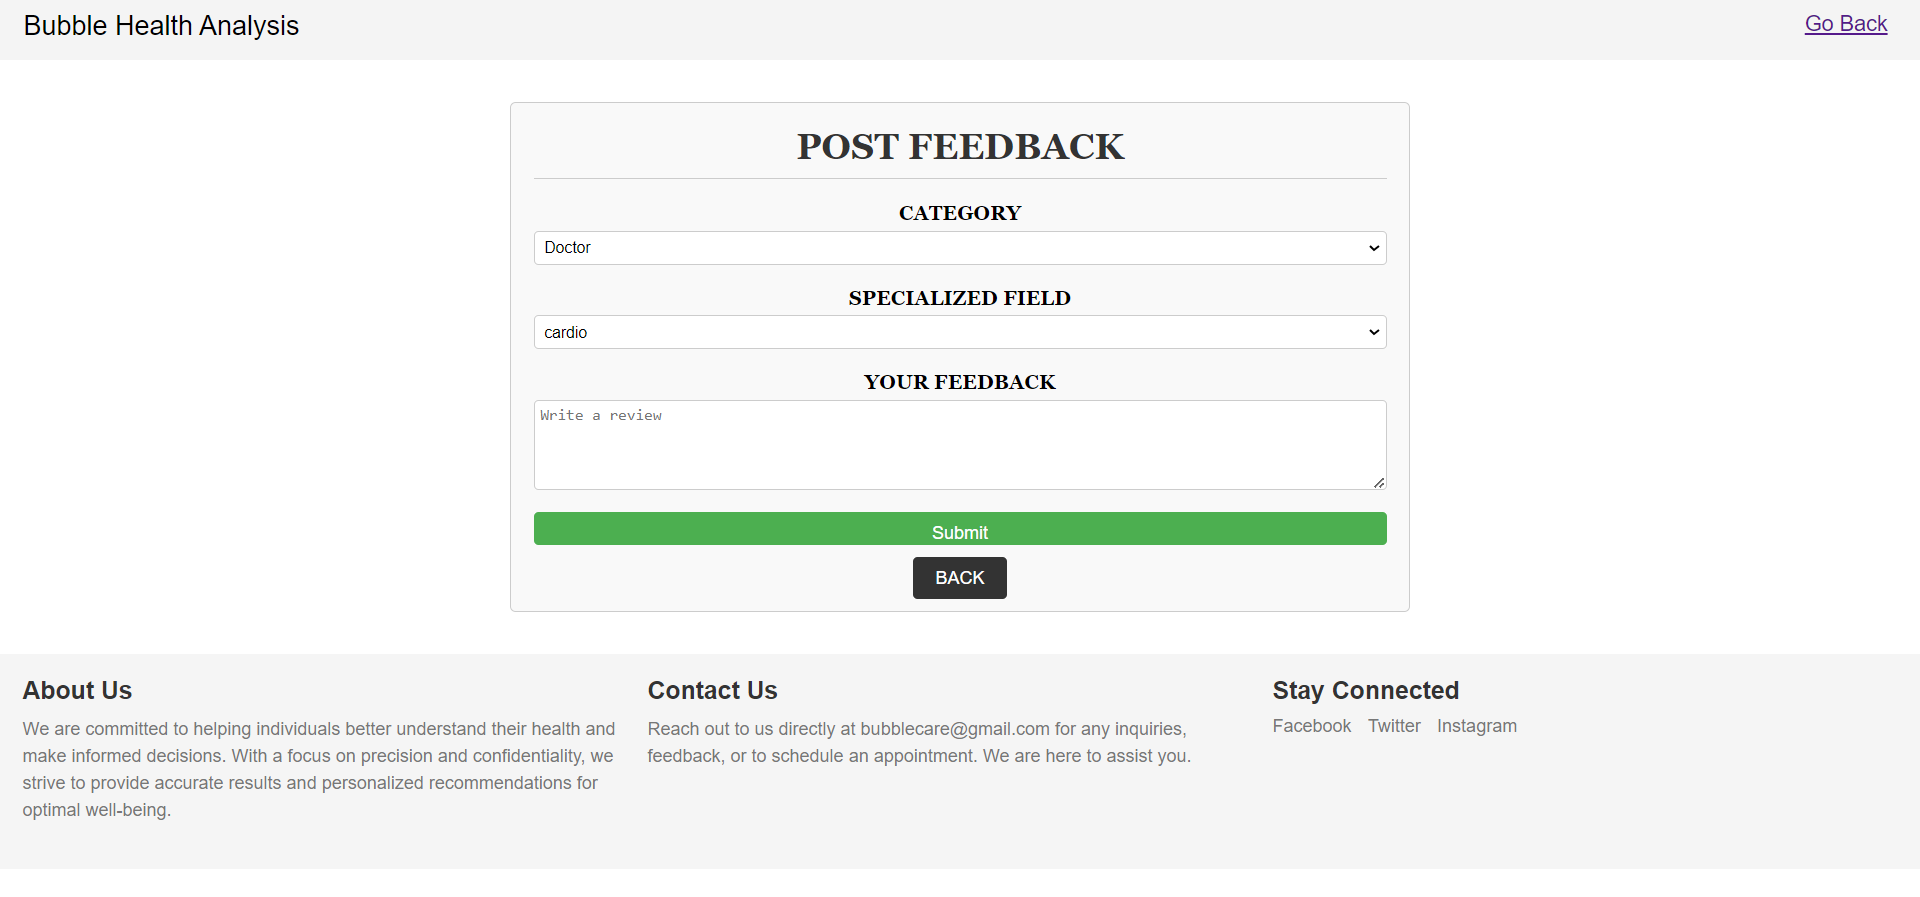 Bubble Health Analysis
Go Back
POST FEEDBACK
CATEGORY
Doctor
SPECIALIZED FIELD
cardio
YOUR FEEDBACK
Write a review
Submit
BACK
About Us
We are committed to helping individuals better understand their health and
make informed decisions. With a focus on precision and confidentiality, we
strive to provide accurate results and personalized recommendations for
optimal well-being.
Contact Us
Reach out to us directly at bubblecare@gmail.com for any inquiries,
feedback, or to schedule an appointment. We are here to assist you.
Stay Connected
Facebook Twitter Instagram